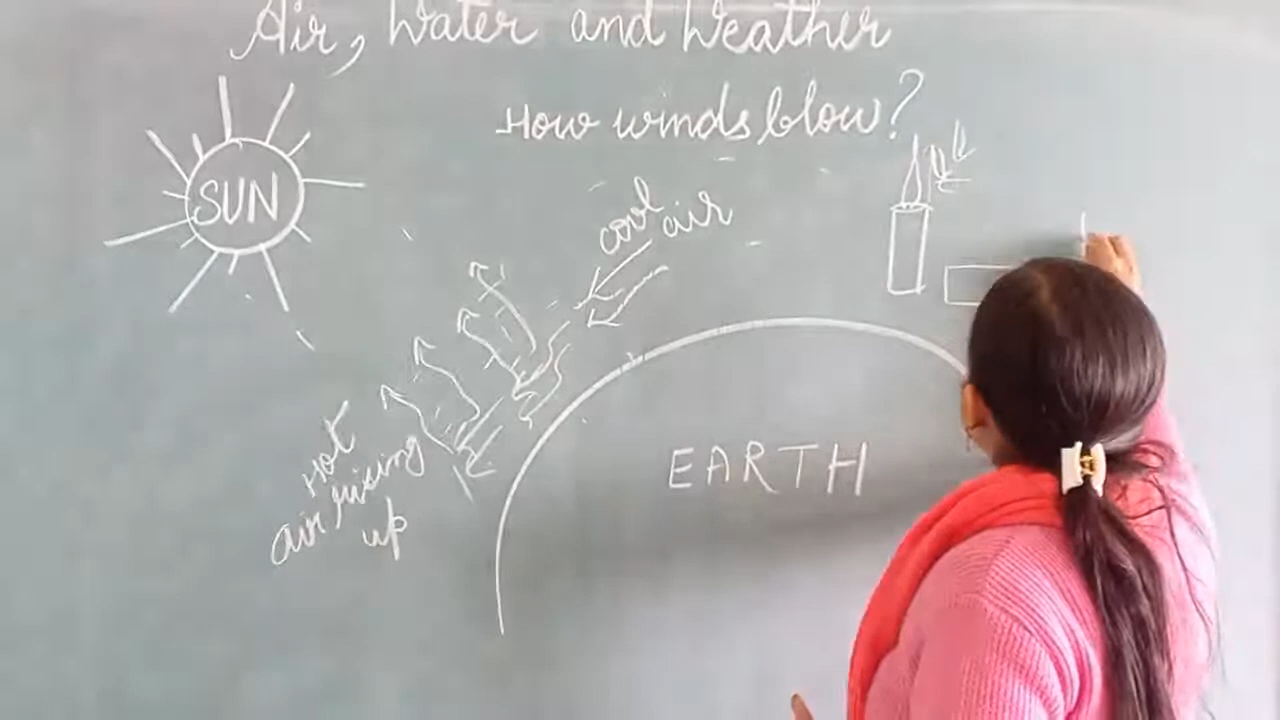 Air, Water and Weather
How winds blow?
SUN
cool air
Hot
air rising
up
EARTH